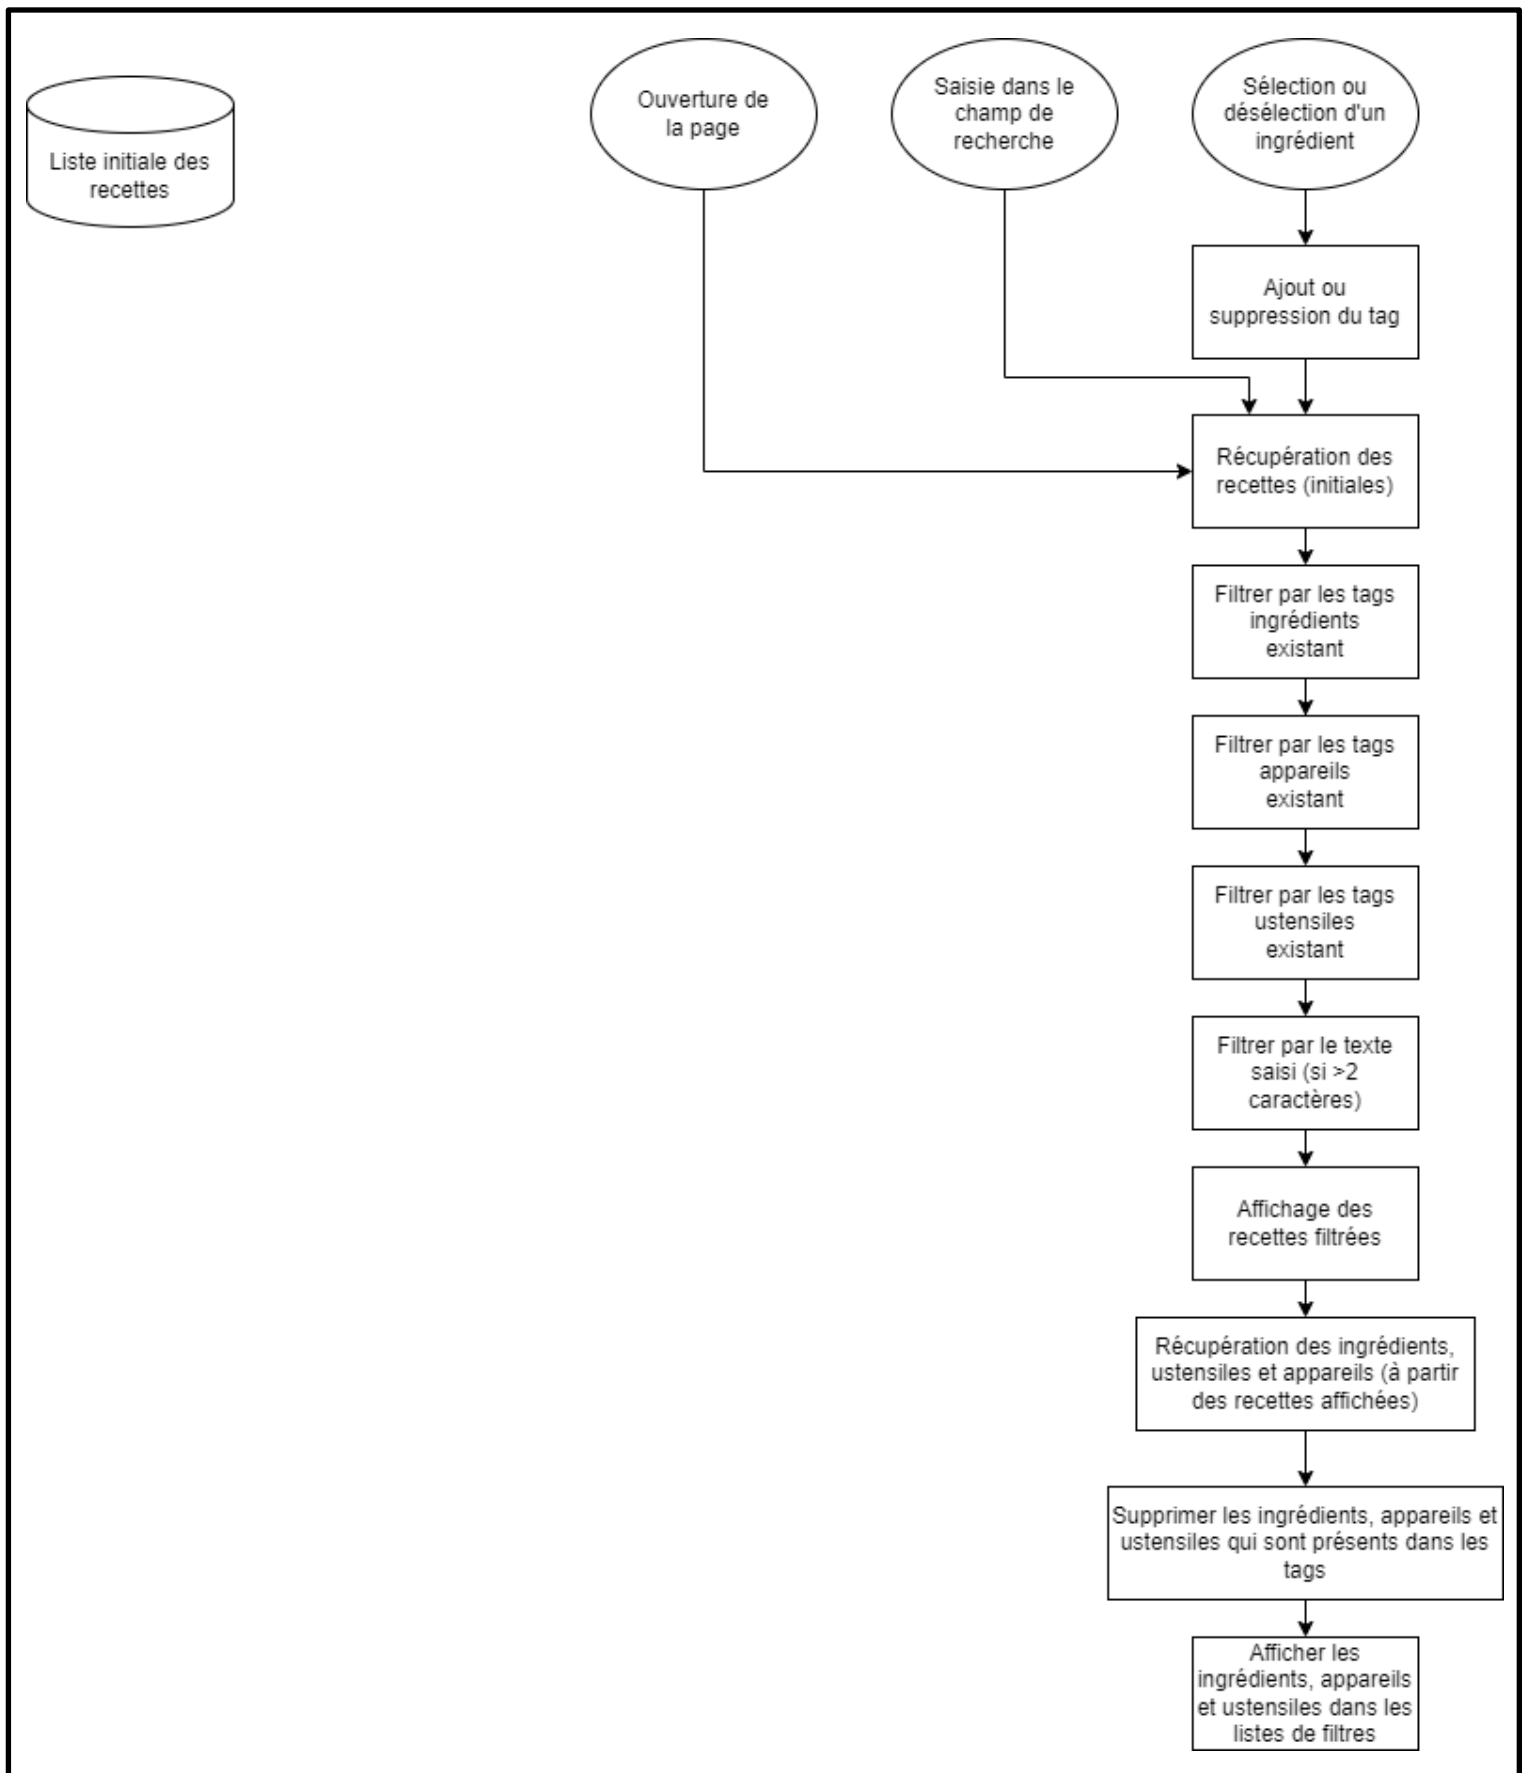 Liste initiale des
recettes
Ouverture de
la page
Saisie dans le
champ de
recherche
Sélection ou
désélection d'un
ingrédient
Ajout ou
suppression du tag
Récupération des
recettes (initiales)
Filtrer par les tags
ingrédients
existant
Filtrer par les tags
appareils
existant
Filtrer par les tags
ustensiles
existant
Filtrer par le texte
saisi (si >2
caractères)
Affichage des
recettes filtrées
Récupération des ingrédients,
ustensiles et appareils (à partir
des recettes affichées)
Supprimer les ingrédients, appareils et
ustensiles qui sont présents dans les
tags
Afficher les
ingrédients, appareils
et ustensiles dans les
listes de filtres